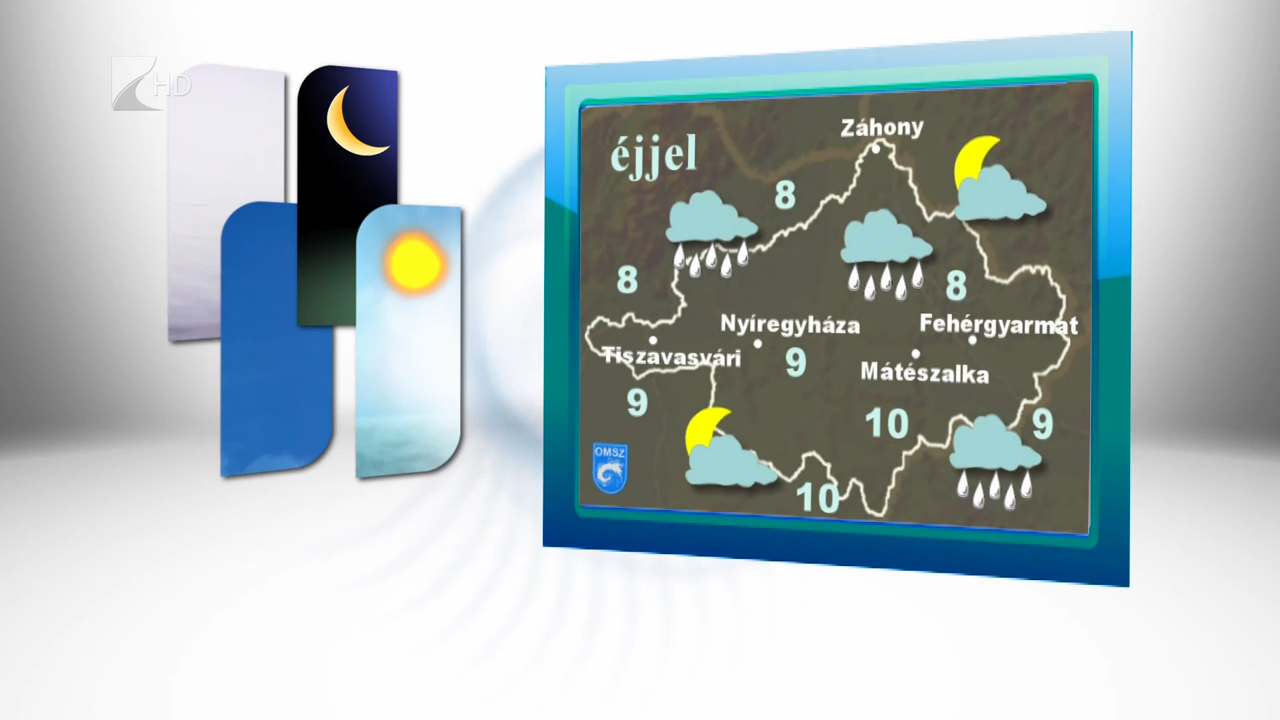 HD
éjjel
Záhony
8
8
8
Nyíregyháza
Fehérgyarmat
Tiszavasvári
9
Mátészalka
9
10
9
OMSZ
10